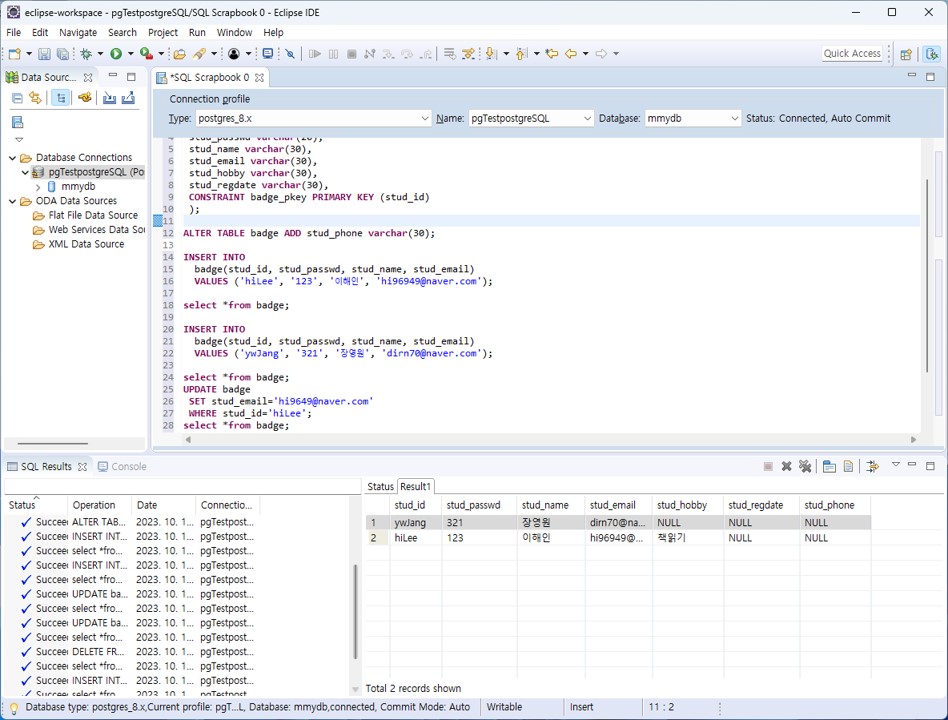 eclipse-workspace - pgTestpostgreSQL/SQL Scrapbook 0 - Eclipse IDE
File Edit Navigate Search Project Run Window Help
Quick Access
Data Sourc...
*SQL Scrapbook 0
Connection profile
Type: postgres_8.x Name: pgTestpostgreSQL Database: mmydb Status: Connected, Auto Commit
Database Connections
pgTestpostgreSQL (Po
mmydb
ODA Data Sources
Flat File Data Source
Web Services Data Sou
XML Data Source
4 stud_passwd varchar(20),
5 stud_name varchar(30),
6 stud_email varchar(30),
7 stud_hobby varchar(30),
8 stud_regdate varchar(30),
9 CONSTRAINT badge_pkey PRIMARY KEY (stud_id)
10 );
11
12 ALTER TABLE badge ADD stud_phone varchar(30);
13
14 INSERT INTO
15 badge(stud_id, stud_passwd, stud_name, stud_email)
16 VALUES ('hiLee', '123', '이해인', 'hi96949@naver.com');
17
18 select *from badge;
19
20 INSERT INTO
21 badge(stud_id, stud_passwd, stud_name, stud_email)
22 VALUES ('ywJang', '321', '장영원', 'dirn70@naver.com');
23
24 select *from badge;
25 UPDATE badge
26 SET stud_email='hi9649@naver.com'
27 WHERE stud_id='hiLee';
28 select *from badge;
SQL Results Console
Status Operation Date Connectio...
Succee ALTER TAB... 2023. 10. 1... pgTestpost...
Succee INSERT INT... 2023. 10. 1... pgTestpost...
Succee select *fro... 2023. 10. 1... pgTestpost...
Succee INSERT INT... 2023. 10. 1... pgTestpost...
Succee select *fro... 2023. 10. 1... pgTestpost...
Succee UPDATE ba... 2023. 10. 1... pgTestpost...
Succee select *fro... 2023. 10. 1... pgTestpost...
Succee UPDATE ba... 2023. 10. 1... pgTestpost...
Succee select *fro... 2023. 10. 1... pgTestpost...
Succee DELETE FR... 2023. 10. 1... pgTestpost...
Succee select *fro... 2023. 10. 1... pgTestpost...
Succee INSERT INT... 2023. 10. 1... pgTestpost...
Succee select *fro... 2023. 10. 1... pgTestpost...
Status Result1
stud_id stud_passwd stud_name stud_email stud_hobby stud_regdate stud_phone
1 ywJang 321 장영원 dirn70@na... NULL NULL NULL
2 hiLee 123 이해인 hi96949@... 책읽기 NULL NULL
Total 2 records shown
Database type: postgres_8.x,Current profile: pgT...L, Database: mmydb,connected, Commit Mode: Auto Writable Insert 11 : 2